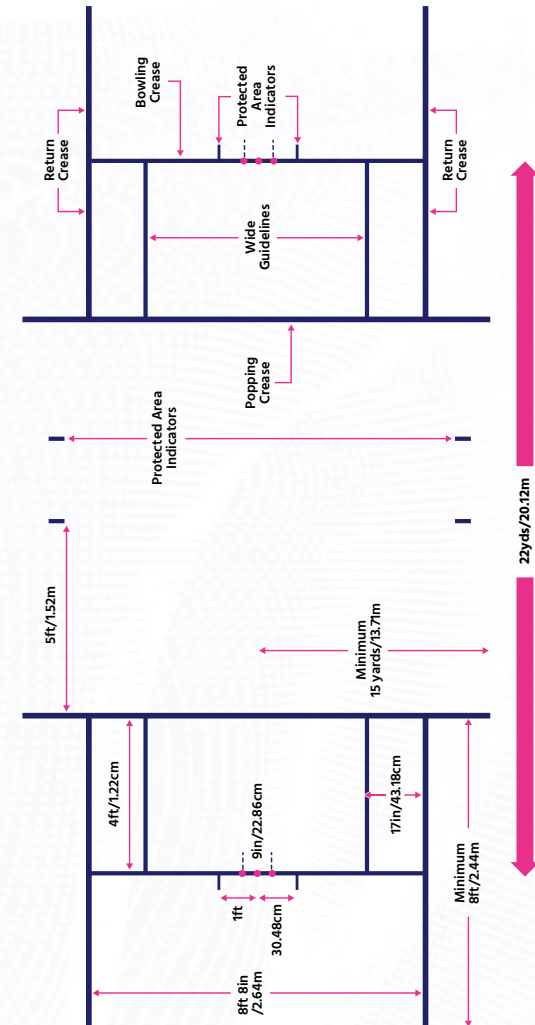 Return
Crease
Bowling
Crease
Protected
Area
Indicators
Return
Crease
Wide
Guidelines
Popping
Crease
Protected Area
Indicators
22yds/20.12m
5ft/1.52m
Minimum
15 yards/13.71m
4ft/1.22cm
9in/22.86cm
17in/43.18cm
1ft
30.48cm
8ft 8in
/2.64m
Minimum
8ft/2.44m